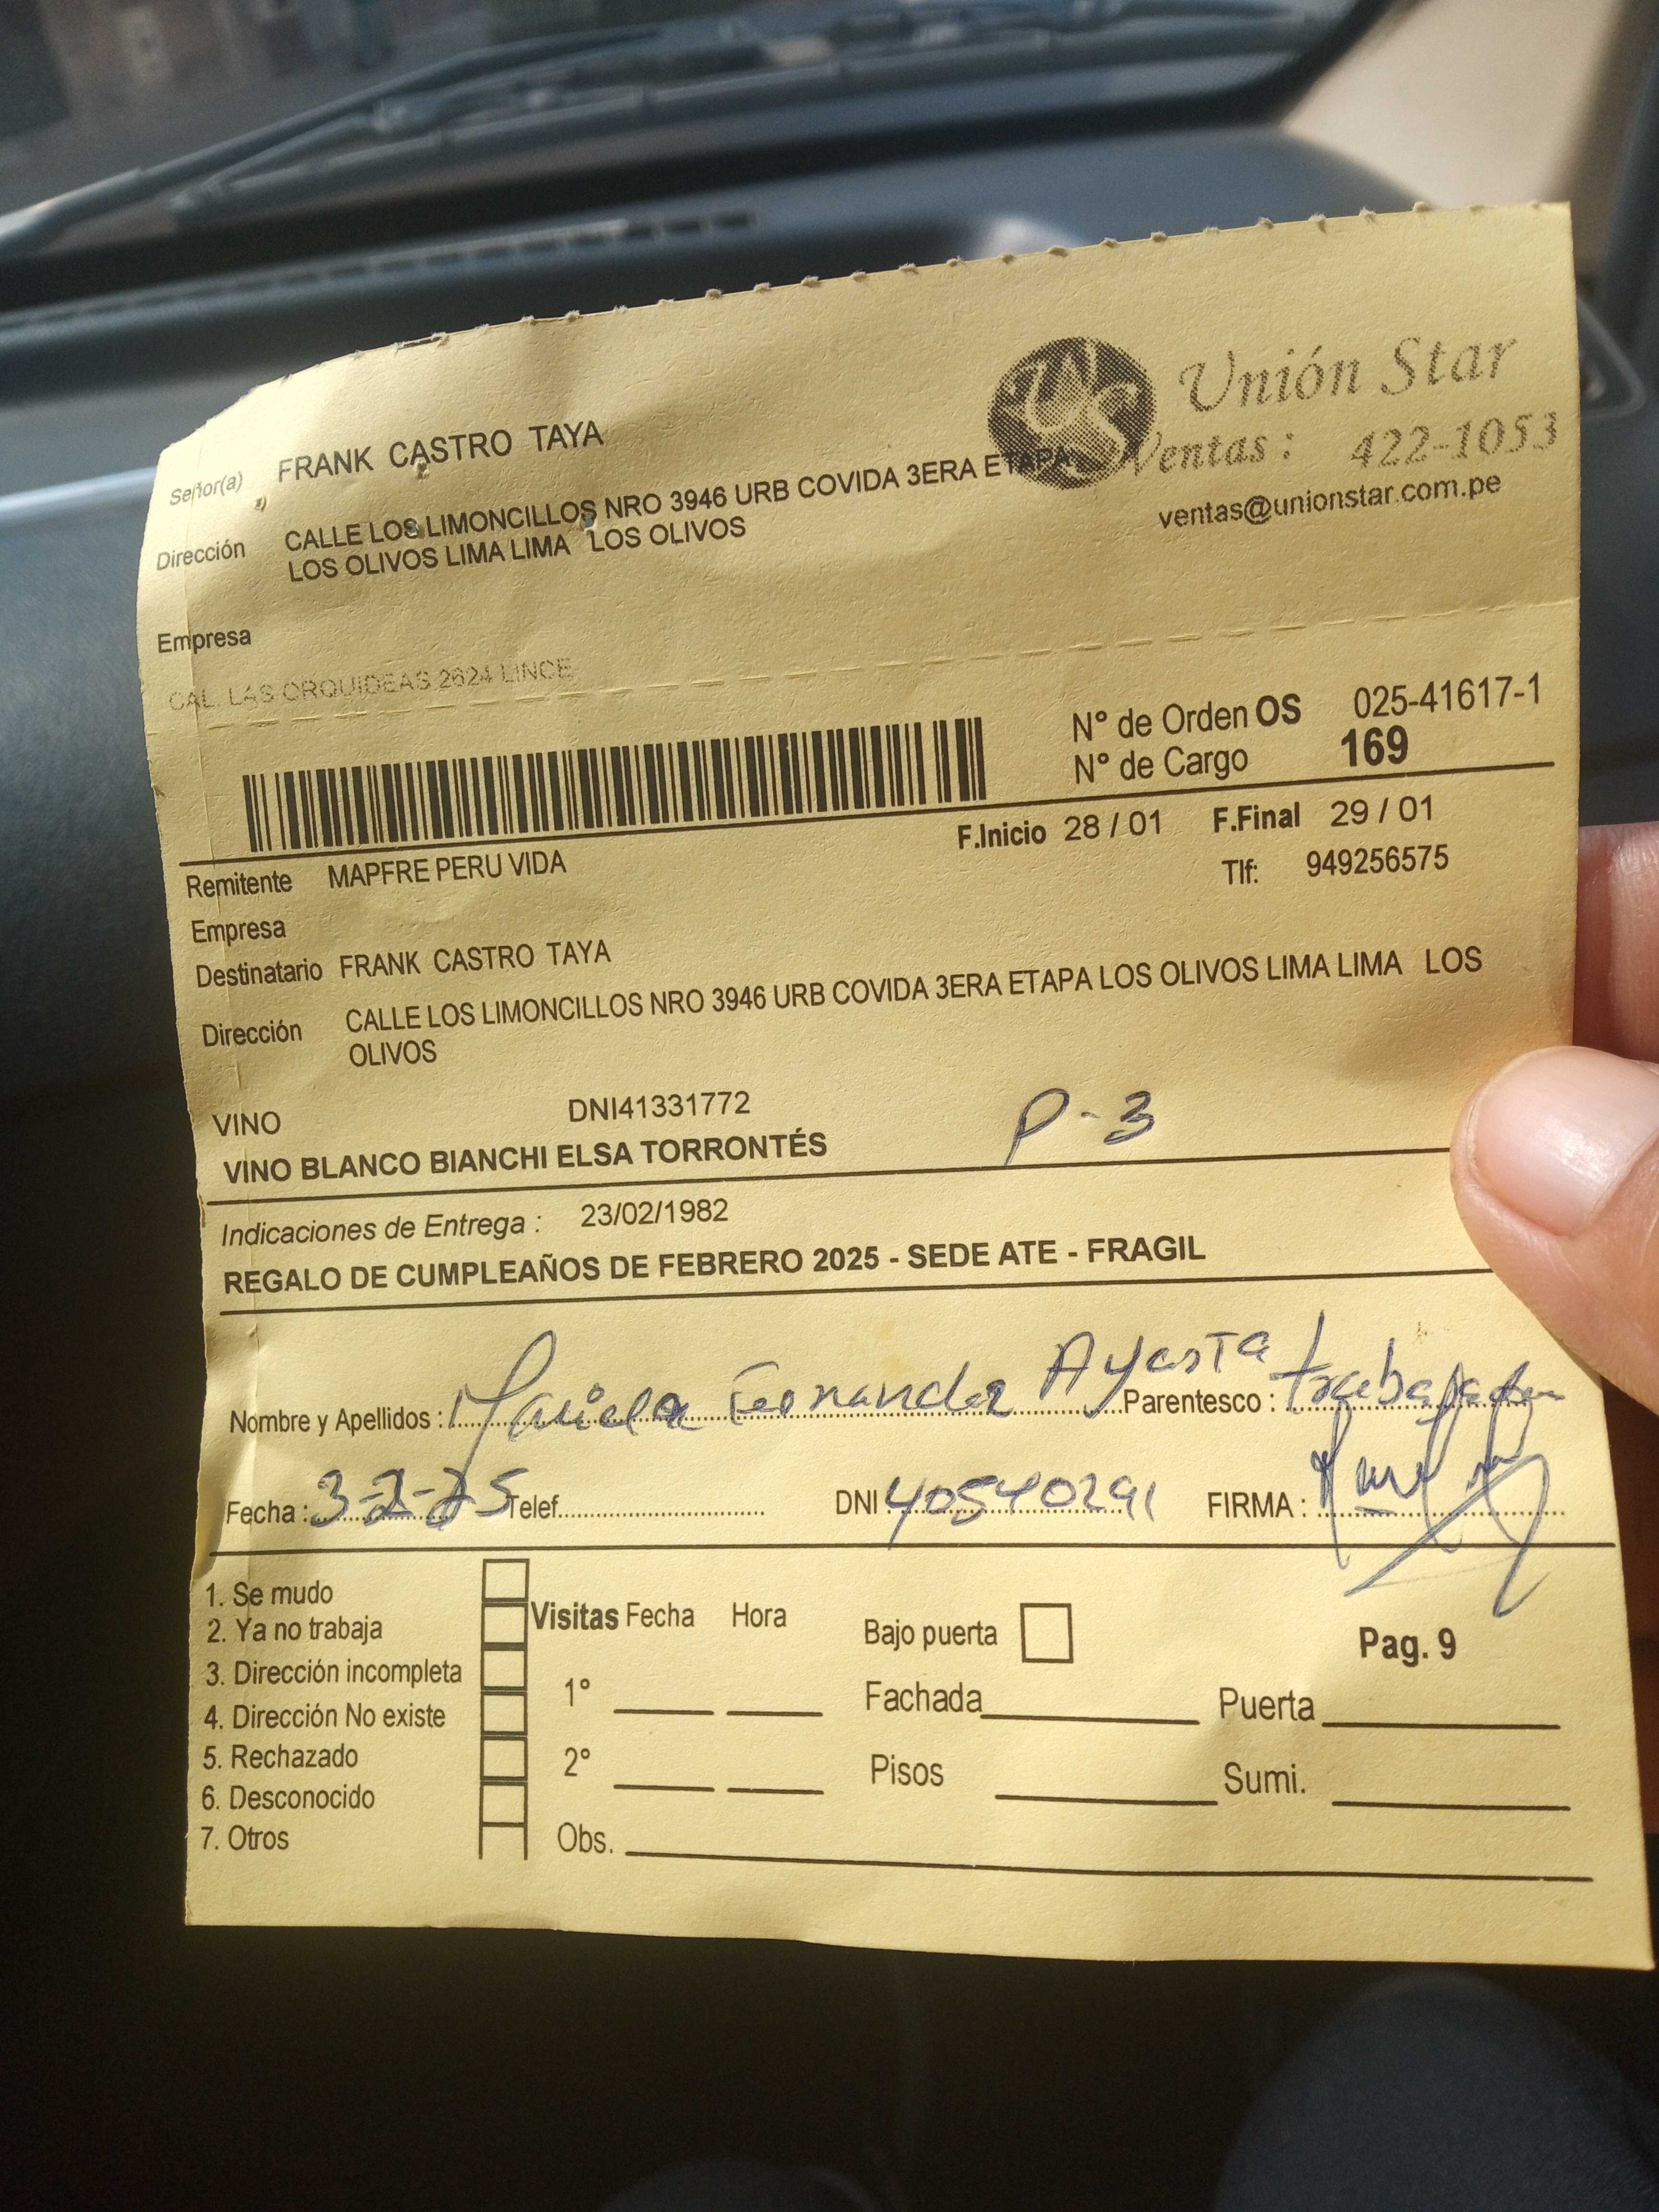 Unión Star
Ventas: 422-1053
ventas@unionstar.com.pe
Señor(a) FRANK CASTRO TAYA
Dirección CALLE LOS LIMONCILLOS NRO 3946 URB COVIDA 3ERA ETAPA
LOS OLIVOS LIMA LIMA LOS OLIVOS
Empresa
CAL. LAS ORQUIDEAS 2624 LINCE
N° de Orden OS 025-41617-1
N° de Cargo 169
F.Inicio 28 / 01 F.Final 29 / 01
Remitente MAPFRE PERU VIDA Tlf: 949256575
Empresa
Destinatario FRANK CASTRO TAYA
Dirección CALLE LOS LIMONCILLOS NRO 3946 URB COVIDA 3ERA ETAPA LOS OLIVOS LIMA LIMA LOS
OLIVOS
VINO DNI41331772 P-3
VINO BLANCO BIANCHI ELSA TORRONTÉS
Indicaciones de Entrega : 23/02/1982
REGALO DE CUMPLEAÑOS DE FEBRERO 2025 - SEDE ATE - FRAGIL
Nombre y Apellidos : Mariela Fernandez Ayasta Parentesco :
Fecha : 3-2-25 Telef. DNI 40540291 FIRMA :
1. Se mudo
2. Ya no trabaja
3. Dirección incompleta
4. Dirección No existe
5. Rechazado
6. Desconocido
7. Otros
Visitas Fecha Hora
1°
2°
Obs.
Bajo puerta
Pag. 9
Fachada Puerta
Pisos Sumi.